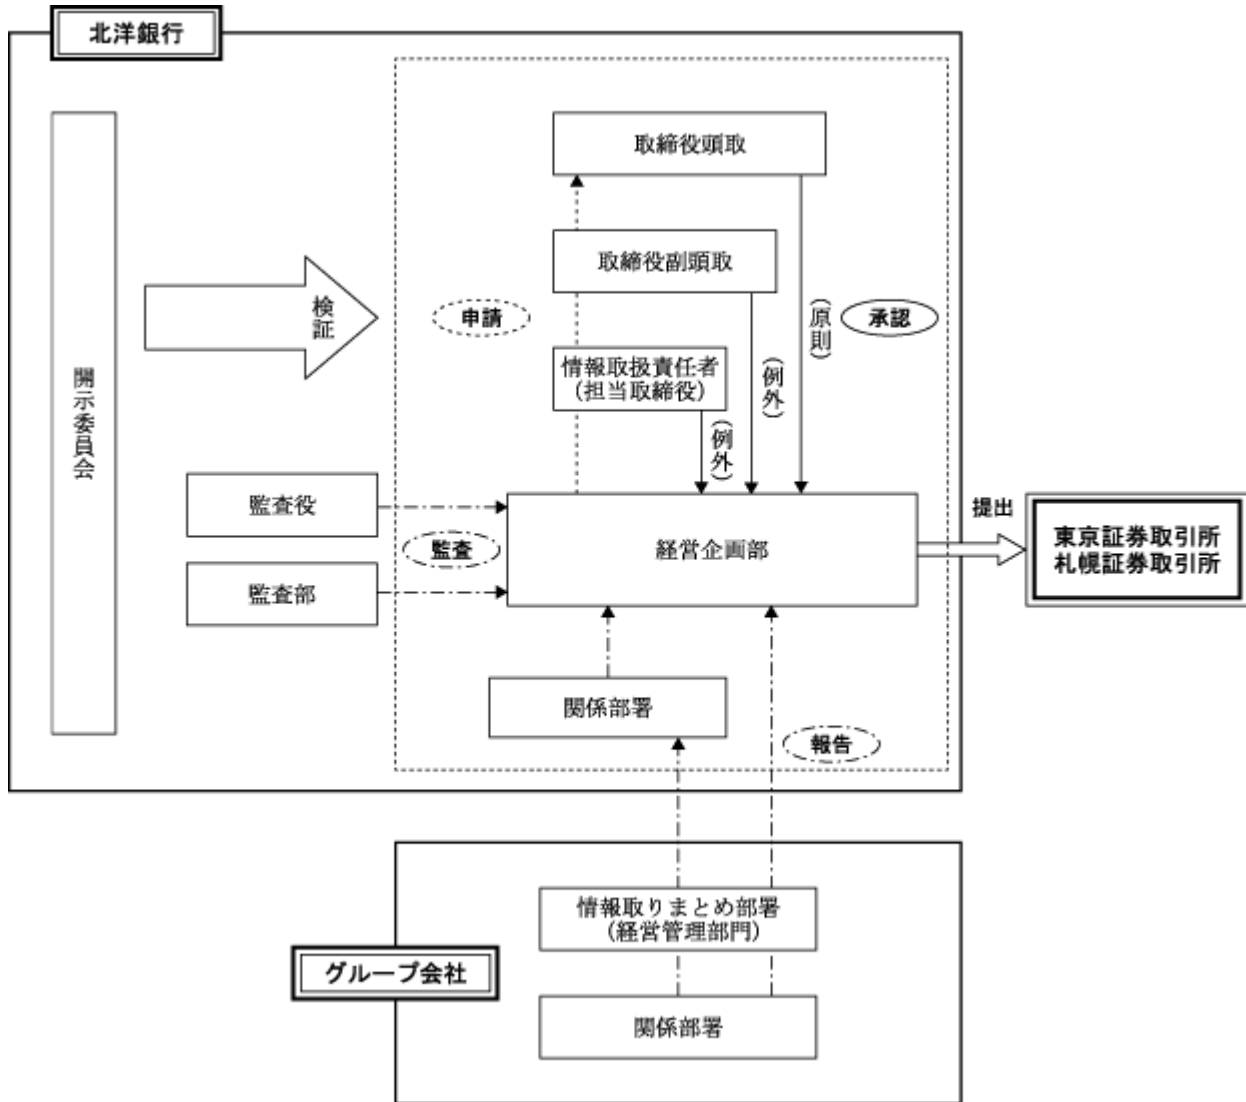 北洋銀行
取締役頭取
取締役副頭取
検証
申請
(原則)
承認
情報取扱責任者
(担当取締役)
(例外)
(例外)
開示委員会
監査役
監査
経営企画部
提出
東京証券取引所
札幌証券取引所
監査部
関係部署
報告
情報取りまとめ部署
(経営管理部門)
グループ会社
関係部署